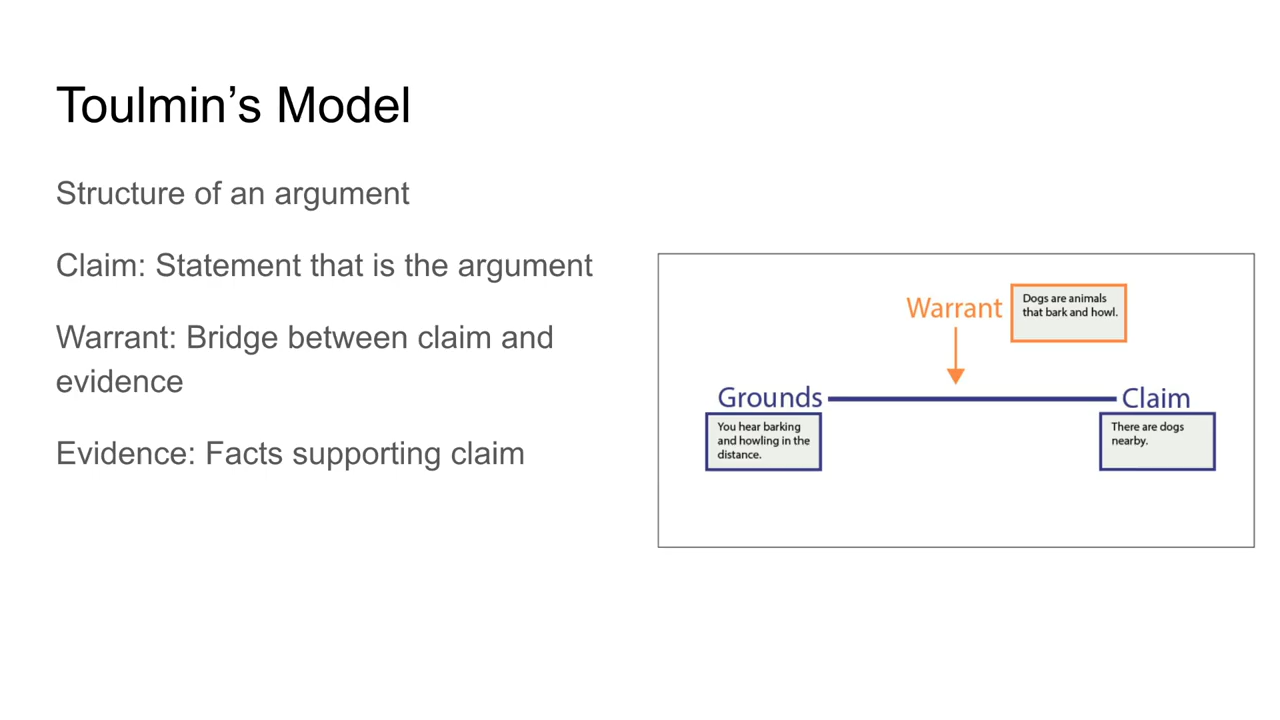 Toulmin’s Model
Structure of an argument
Claim: Statement that is the argument
Warrant: Bridge between claim and
evidence
Evidence: Facts supporting claim
Warrant
Dogs are animals
that bark and howl.
Grounds
You hear barking
and howling in the
distance.
Claim
There are dogs
nearby.